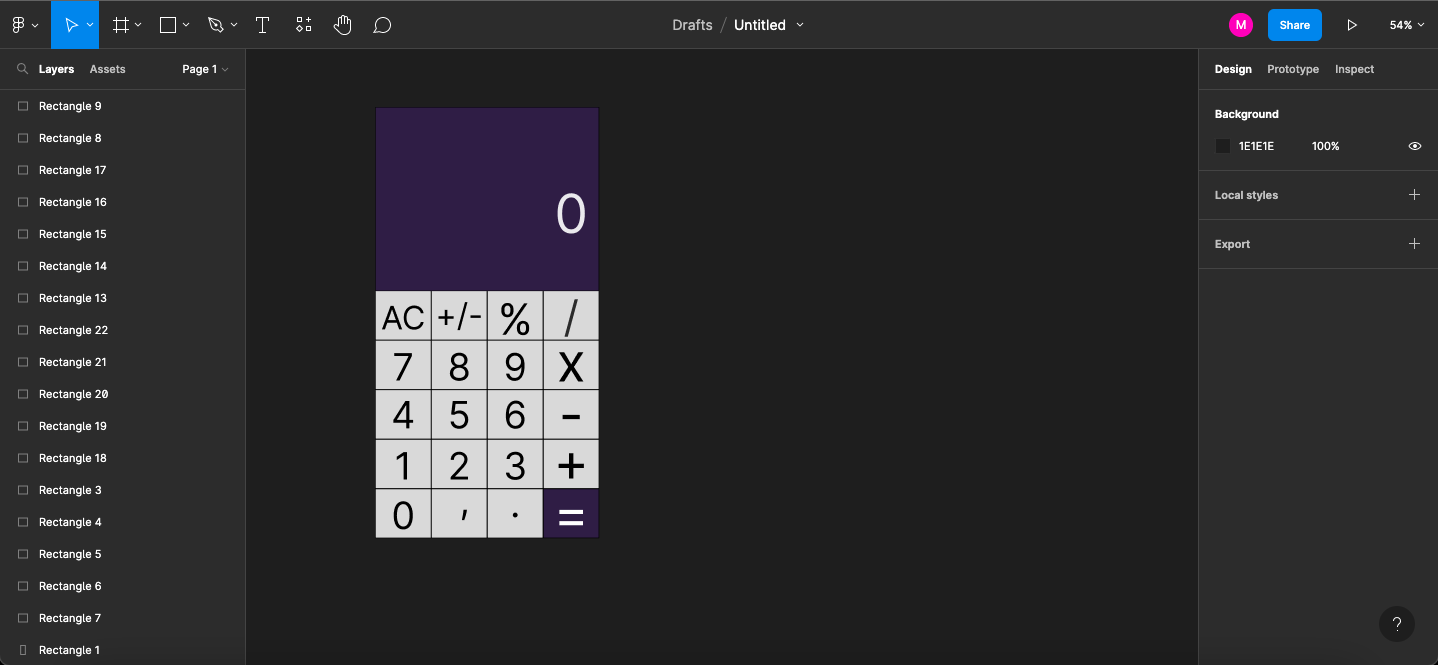 Drafts / Untitled
M
Share
54%
Layers
Assets
Page 1
Rectangle 9
Rectangle 8
Rectangle 17
Rectangle 16
Rectangle 15
Rectangle 14
Rectangle 13
Rectangle 22
Rectangle 21
Rectangle 20
Rectangle 19
Rectangle 18
Rectangle 3
Rectangle 4
Rectangle 5
Rectangle 6
Rectangle 7
Rectangle 1
0
AC +/- % /
7 8 9 X
4 5 6 -
1 2 3 +
0 , . =
Design
Prototype
Inspect
Background
1E1E1E
100%
Local styles
Export
?